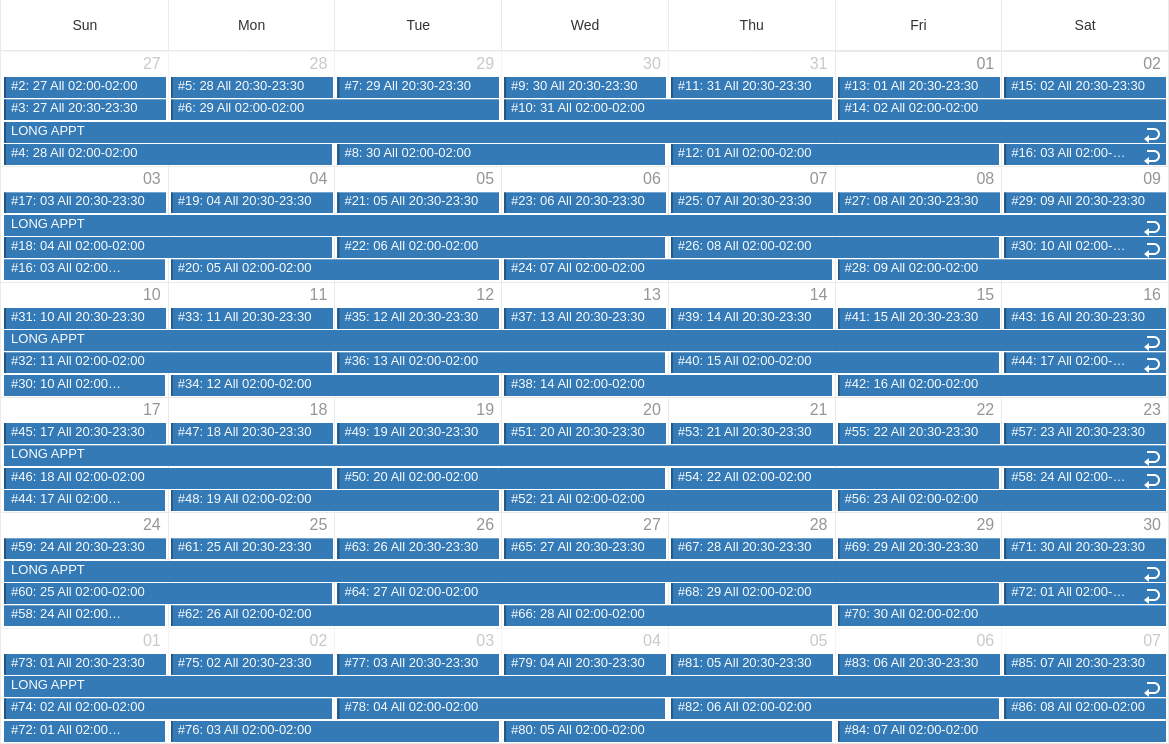 Sun Mon Tue Wed Thu Fri Sat
27 28 29 30 31 01 02
#2: 27 All 02:00-02:00 #5: 28 All 20:30-23:30 #7: 29 All 20:30-23:30 #9: 30 All 20:30-23:30 #11: 31 All 20:30-23:30 #13: 01 All 20:30-23:30 #15: 02 All 20:30-23:30
#3: 27 All 20:30-23:30 #6: 29 All 02:00-02:00 #10: 31 All 02:00-02:00 #14: 02 All 02:00-02:00
LONG APPT
#4: 28 All 02:00-02:00 #8: 30 All 02:00-02:00 #12: 01 All 02:00-02:00 #16: 03 All 02:00-…
03 04 05 06 07 08 09
#17: 03 All 20:30-23:30 #19: 04 All 20:30-23:30 #21: 05 All 20:30-23:30 #23: 06 All 20:30-23:30 #25: 07 All 20:30-23:30 #27: 08 All 20:30-23:30 #29: 09 All 20:30-23:30
LONG APPT
#18: 04 All 02:00-02:00 #22: 06 All 02:00-02:00 #26: 08 All 02:00-02:00 #30: 10 All 02:00-…
#16: 03 All 02:00… #20: 05 All 02:00-02:00 #24: 07 All 02:00-02:00 #28: 09 All 02:00-02:00
10 11 12 13 14 15 16
#31: 10 All 20:30-23:30 #33: 11 All 20:30-23:30 #35: 12 All 20:30-23:30 #37: 13 All 20:30-23:30 #39: 14 All 20:30-23:30 #41: 15 All 20:30-23:30 #43: 16 All 20:30-23:30
LONG APPT
#32: 11 All 02:00-02:00 #36: 13 All 02:00-02:00 #40: 15 All 02:00-02:00 #44: 17 All 02:00-…
#30: 10 All 02:00… #34: 12 All 02:00-02:00 #38: 14 All 02:00-02:00 #42: 16 All 02:00-02:00
17 18 19 20 21 22 23
#45: 17 All 20:30-23:30 #47: 18 All 20:30-23:30 #49: 19 All 20:30-23:30 #51: 20 All 20:30-23:30 #53: 21 All 20:30-23:30 #55: 22 All 20:30-23:30 #57: 23 All 20:30-23:30
LONG APPT
#46: 18 All 02:00-02:00 #50: 20 All 02:00-02:00 #54: 22 All 02:00-02:00 #58: 24 All 02:00-…
#44: 17 All 02:00… #48: 19 All 02:00-02:00 #52: 21 All 02:00-02:00 #56: 23 All 02:00-02:00
24 25 26 27 28 29 30
#59: 24 All 20:30-23:30 #61: 25 All 20:30-23:30 #63: 26 All 20:30-23:30 #65: 27 All 20:30-23:30 #67: 28 All 20:30-23:30 #69: 29 All 20:30-23:30 #71: 30 All 20:30-23:30
LONG APPT
#60: 25 All 02:00-02:00 #64: 27 All 02:00-02:00 #68: 29 All 02:00-02:00 #72: 01 All 02:00-…
#58: 24 All 02:00… #62: 26 All 02:00-02:00 #66: 28 All 02:00-02:00 #70: 30 All 02:00-02:00
01 02 03 04 05 06 07
#73: 01 All 20:30-23:30 #75: 02 All 20:30-23:30 #77: 03 All 20:30-23:30 #79: 04 All 20:30-23:30 #81: 05 All 20:30-23:30 #83: 06 All 20:30-23:30 #85: 07 All 20:30-23:30
LONG APPT
#74: 02 All 02:00-02:00 #78: 04 All 02:00-02:00 #82: 06 All 02:00-02:00 #86: 08 All 02:00-02:00
#72: 01 All 02:00… #76: 03 All 02:00-02:00 #80: 05 All 02:00-02:00 #84: 07 All 02:00-02:00